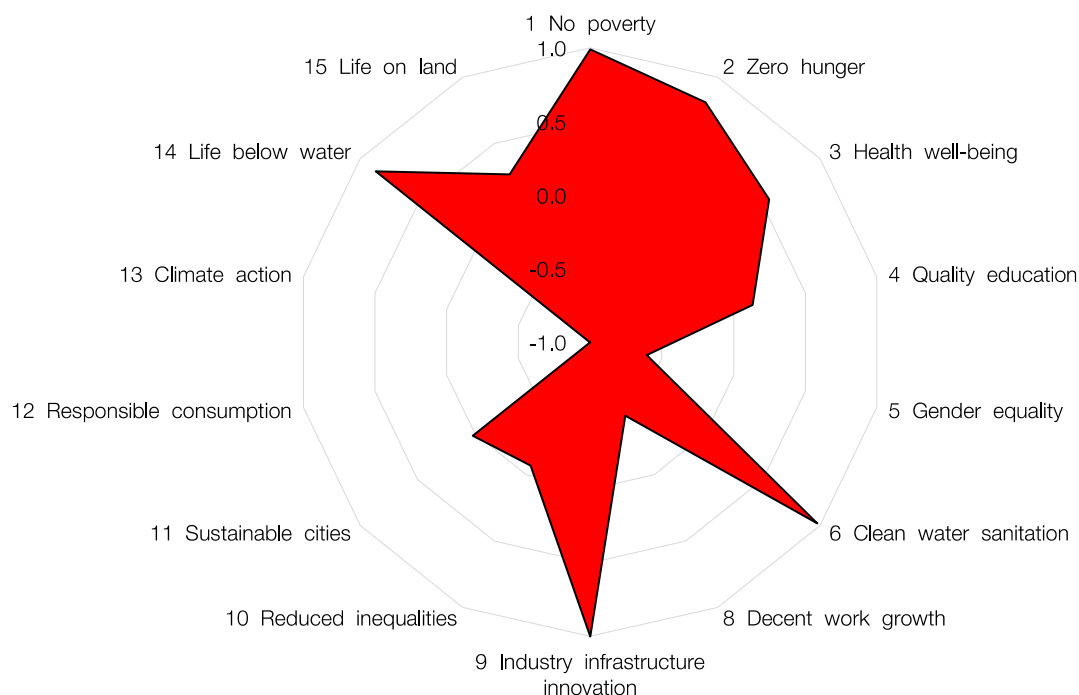 1 No poverty
1.0
15 Life on land
2 Zero hunger
0.5
14 Life below water
3 Health well-being
0.0
13 Climate action
-0.5
4 Quality education
-1.0
12 Responsible consumption
5 Gender equality
11 Sustainable cities
6 Clean water sanitation
10 Reduced inequalities
8 Decent work growth
9 Industry infrastructure
innovation